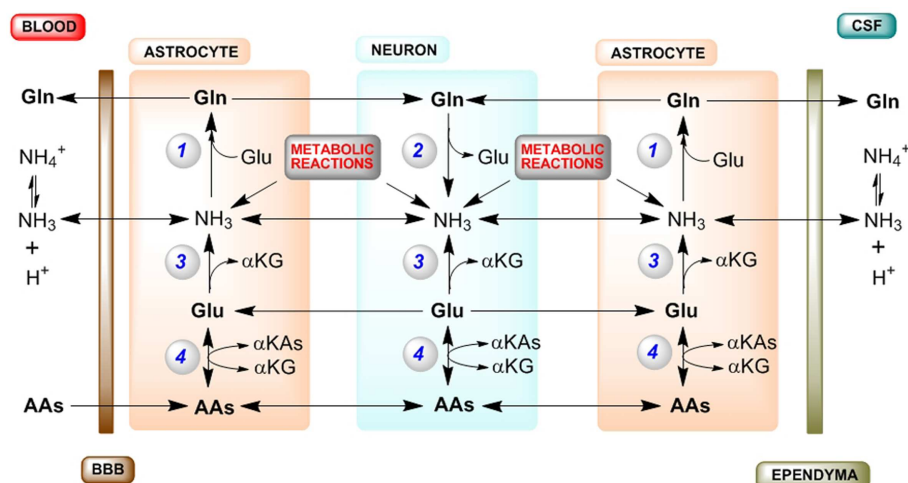 BLOOD
CSF
ASTROCYTE
NEURON
ASTROCYTE
Gln
Gln
Gln
Gln
Gln
1
Glu
METABOLIC
REACTIONS
2
Glu
METABOLIC
REACTIONS
1
Glu
NH₄⁺
NH₄⁺
NH₃
NH₃
NH₃
NH₃
NH₃
+
+
H⁺
H⁺
3
αKG
3
αKG
3
αKG
Glu
Glu
Glu
4
αKAs
αKG
4
αKAs
αKG
4
αKAs
αKG
AAs
AAs
AAs
AAs
BBB
EPENDYMA